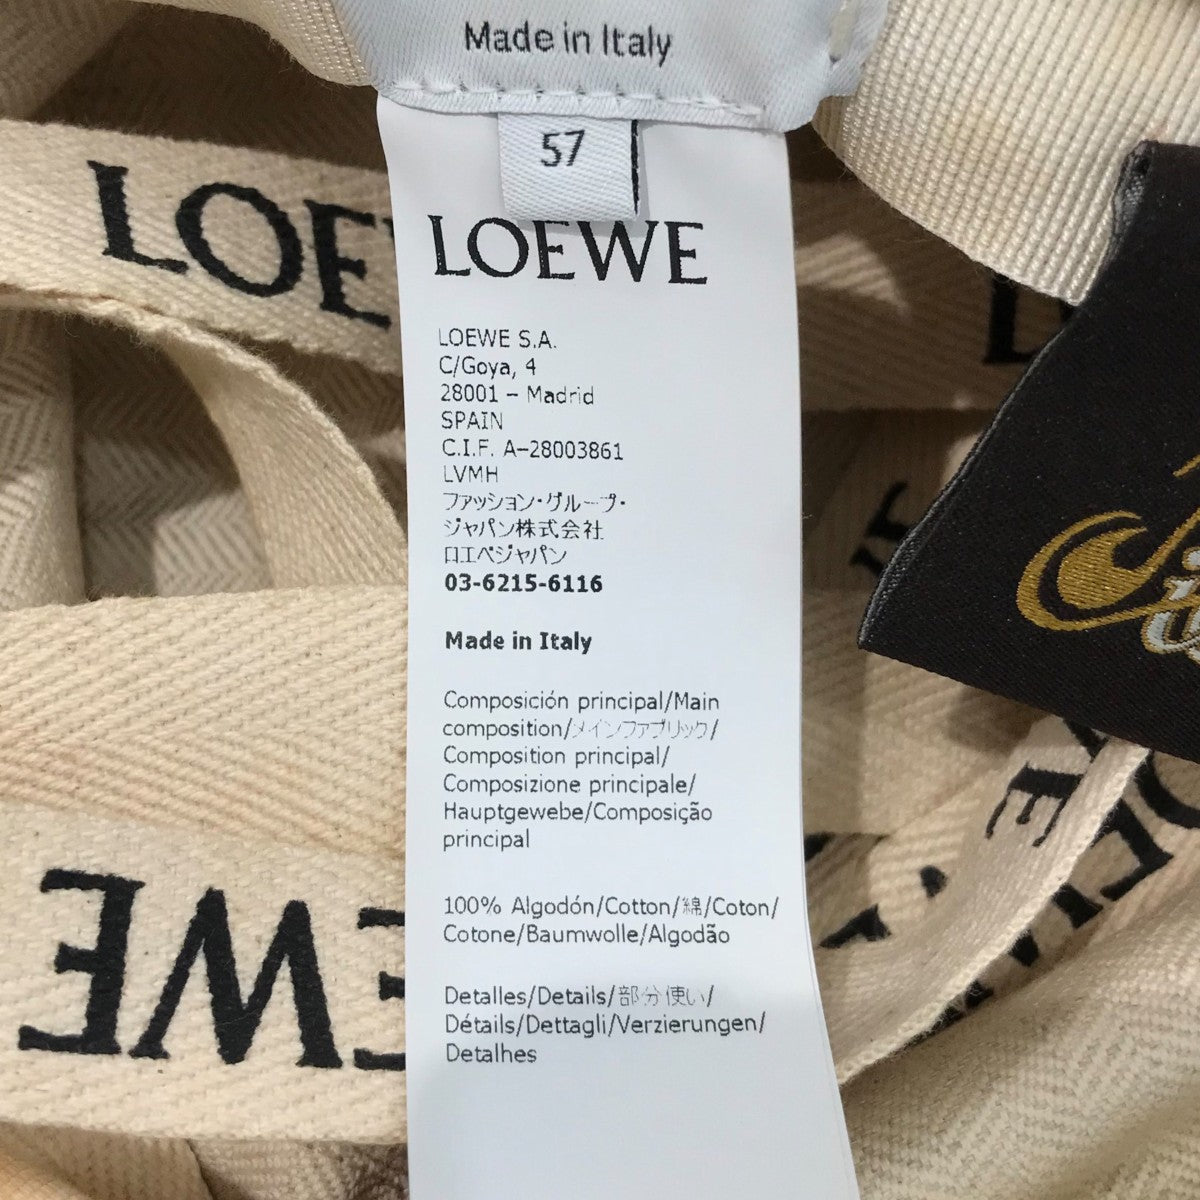 Made in Italy
57
LOEWE
LOEWE S.A.
C/Goya, 4
28001 – Madrid
SPAIN
C.I.F. A–28003861
LVMH
ファッション・グループ・
ジャパン株式会社
ロエベジャパン
03-6215-6116
Made in Italy
Composición principal/Main
composition/メインファブリック/
Composition principal/
Composizione principale/
Hauptgewebe/Composição
principal
100% Algodón/Cotton/綿/Coton/
Cotone/Baumwolle/Algodão
Detalles/Details/部分使い/
Détails/Dettagli/Verzierungen/
Detalhes
LOE
EWE